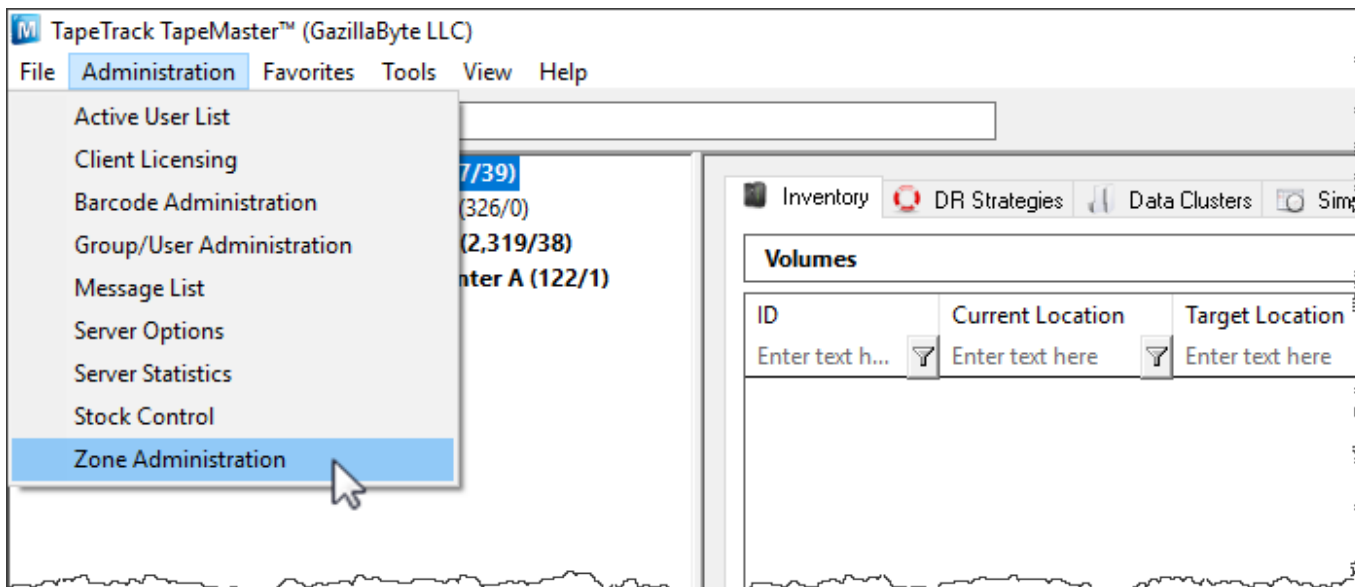 TapeTrack TapeMaster™ (GazillaByte LLC)
File Administration Favorites Tools View Help
Active User List
Client Licensing
Barcode Administration
Group/User Administration
Message List
Server Options
Server Statistics
Stock Control
Zone Administration
7/39)
(326/0)
(2,319/38)
nter A (122/1)
Inventory DR Strategies Data Clusters
Volumes
ID Current Location Target Location
Enter text h... Enter text here Enter text here